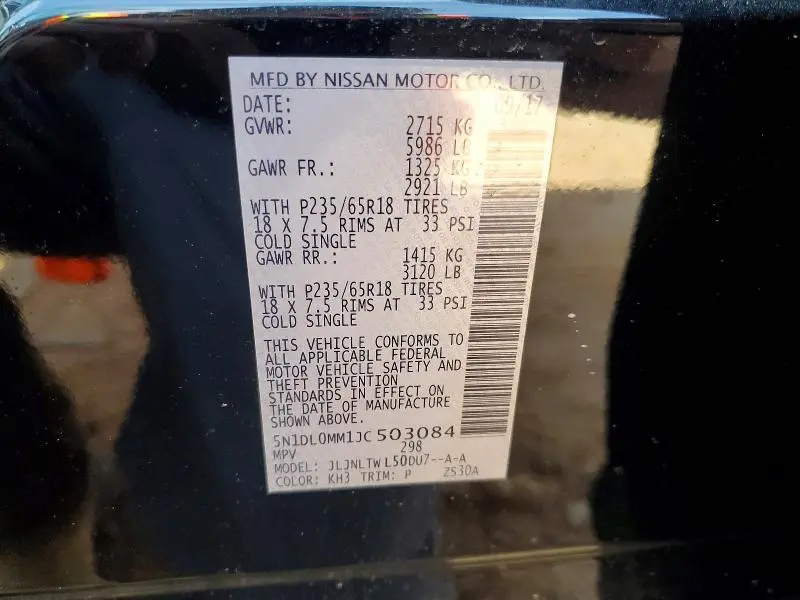 MFD BY NISSAN MOTOR CO., LTD.
DATE: 09/17
GVWR: 2715 KG
5986 LB
GAWR FR.: 1325 KG
2921 LB
WITH P235/65R18 TIRES
18 X 7.5 RIMS AT 33 PSI
COLD SINGLE
GAWR RR.: 1415 KG
3120 LB
WITH P235/65R18 TIRES
18 X 7.5 RIMS AT 33 PSI
COLD SINGLE
THIS VEHICLE CONFORMS TO
ALL APPLICABLE FEDERAL
MOTOR VEHICLE SAFETY AND
THEFT PREVENTION
STANDARDS IN EFFECT ON
THE DATE OF MANUFACTURE
SHOWN ABOVE.
5N1DL0MM1JC503084
MPV 298
MODEL: JLJNLTWL50DU7--A-A
COLOR: KH3 TRIM: P ZS30A